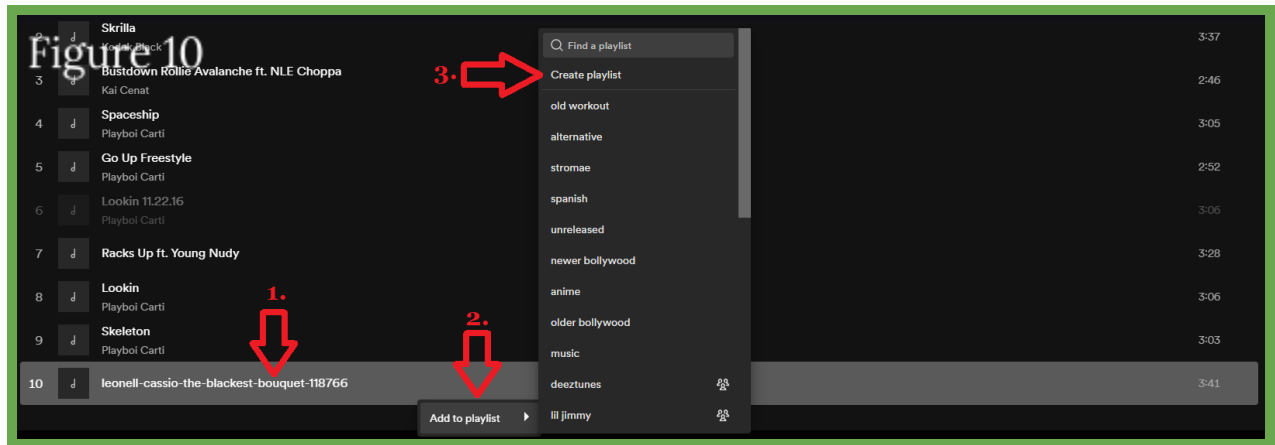 Figure 10
2 Skrilla 3:37
Kodak Black
3 Bustdown Rollie Avalanche ft. NLE Choppa 2:46
Kai Cenat
4 Spaceship 3:05
Playboi Carti
5 Go Up Freestyle 2:52
Playboi Carti
6 Lookin 11.22.16 3:06
Playboi Carti
7 Racks Up ft. Young Nudy 3:28
8 Lookin 3:06
Playboi Carti
9 Skeleton 3:03
Playboi Carti
10 leonell-cassio-the-blackest-bouquet-118766 3:41
1.
2.
Add to playlist
3.
Find a playlist
Create playlist
old workout
alternative
stromae
spanish
unreleased
newer bollywood
anime
older bollywood
music
deeztunes
lil jimmy